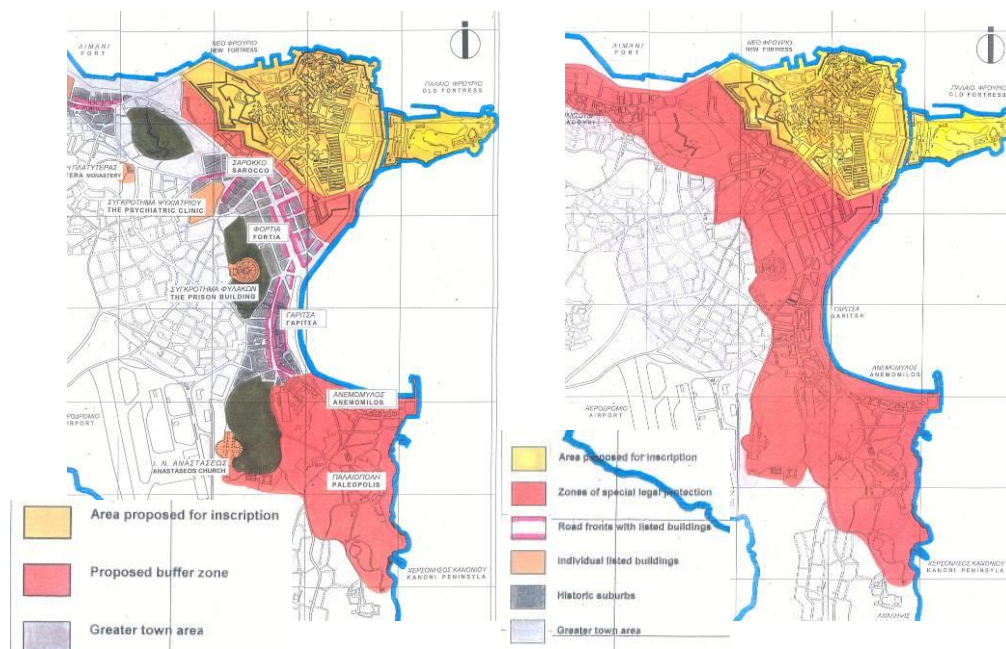 ΛΙΜΑΝΙ
PORT
ΝΕΟ ΦΡΟΥΡΙΟ
NEW FORTRESS
ΠΑΛΑΙΟ ΦΡΟΥΡΙΟ
OLD FORTRESS
ΣΑΡΟΚΚΟ
SAROCCO
Η ΠΛΑΤΥΤΕΡΑΣ
TERA MONASTERY
ΣΥΓΚΡΟΤΗΜΑ ΨΥΧΙΑΤΡΙΟΥ
THE PSYCHIATRIC CLINIC
ΦΟΡΤΙΑ
FORTIA
ΣΥΓΚΡΟΤΗΜΑ ΦΥΛΑΚΩΝ
THE PRISON BUILDING
ΓΑΡΙΤΣΑ
ΓΑΡΙΤΣΑ
ΑΝΕΜΟΜΥΛΟΣ
ANEMOMILOS
ΑΕΡΟΔΡΟΜΙΟ
AIRPORT
Ι. Ν. ΑΝΑΣΤΑΣΕΩΣ
ANASTASEOS CHURCH
ΠΑΛΑΙΟΠΟΛΗ
PALEOPOLIS
ΧΕΡΣΟΝΗΣΟΣ ΚΑΝΟΝΙΟΥ
KANONI PENINSYLA
Area proposed for inscription
Proposed buffer zone
Greater town area
ΛΙΜΑΝΙ
PORT
ΝΕΟ ΦΡΟΥΡΙΟ
NEW FORTRESS
ΠΑΛΑΙΟ ΦΡΟΥΡΙΟ
OLD FORTRESS
ΓΑΡΙΤΣΑ
GARITSA
ΑΝΕΜΟΜΥΛΟΣ
ANEMOMILOS
ΑΕΡΟΔΡΟΜΙΟ
AIRPORT
ΧΕΡΣΟΝΗΣΟΣ ΚΑΝΟΝΙΟΥ
KANONI PENINSYLA
Area proposed for inscription
Zones of special legal protection
Road fronts with listed buildings
Individual listed buildings
Historic suburbs
Greater town area